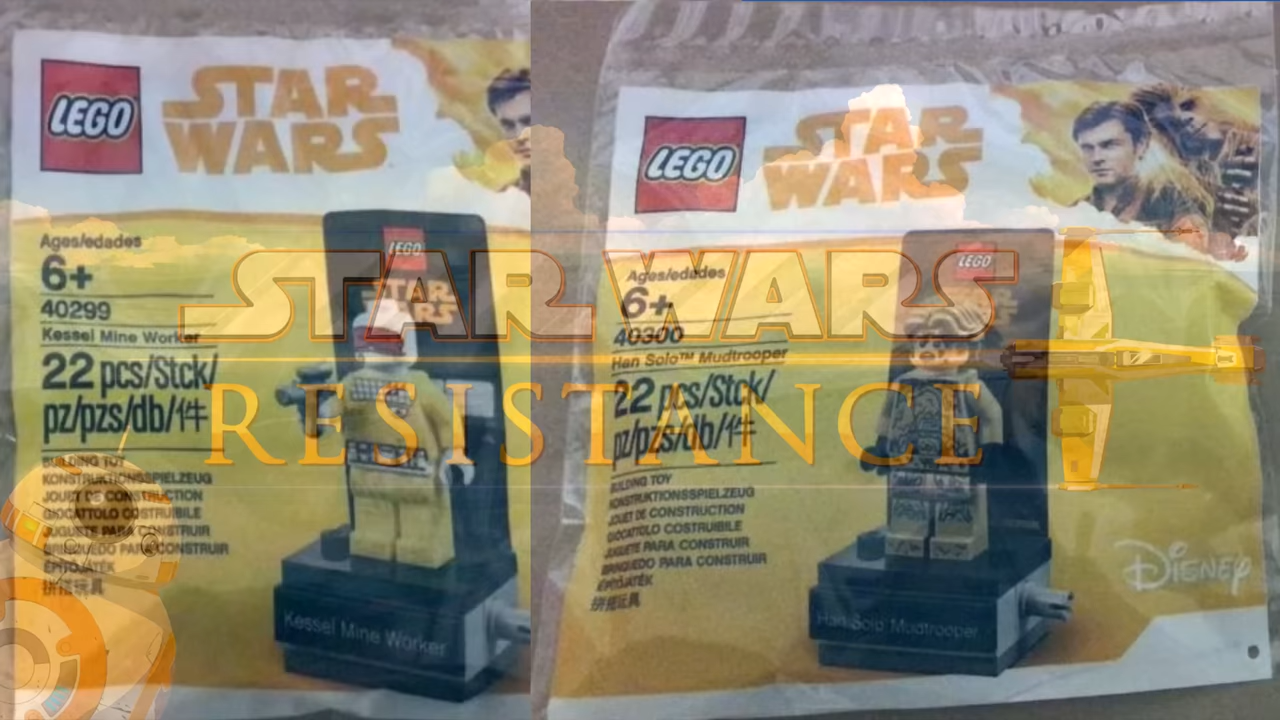 LEGO
STAR
WARS
Ages/edades
6+
40299
Kessel Mine Worker
22 pcs/Stck/
pz/pzs/db/件
BUILDING TOY
KONSTRUKTIONSSPIELZEUG
JOUET DE CONSTRUCTION
GIOCATTOLO COSTRUIBILE
JUGUETE PARA CONSTRUIR
BRINQUEDO PARA CONSTRUIR
ÉPÍTŐJÁTÉK
拼搭玩具
LEGO
STAR
WARS
Kessel Mine Worker
LEGO
STAR
WARS
Ages/edades
6+
40300
Han Solo™ Mudtrooper
22 pcs/Stck/
pz/pzs/db/件
BUILDING TOY
KONSTRUKTIONSSPIELZEUG
JOUET DE CONSTRUCTION
GIOCATTOLO COSTRUIBILE
JUGUETE PARA CONSTRUIR
BRINQUEDO PARA CONSTRUIR
ÉPÍTŐJÁTÉK
拼搭玩具
LEGO
Han Solo Mudtrooper
Disney
STAR WARS
RESISTANCE